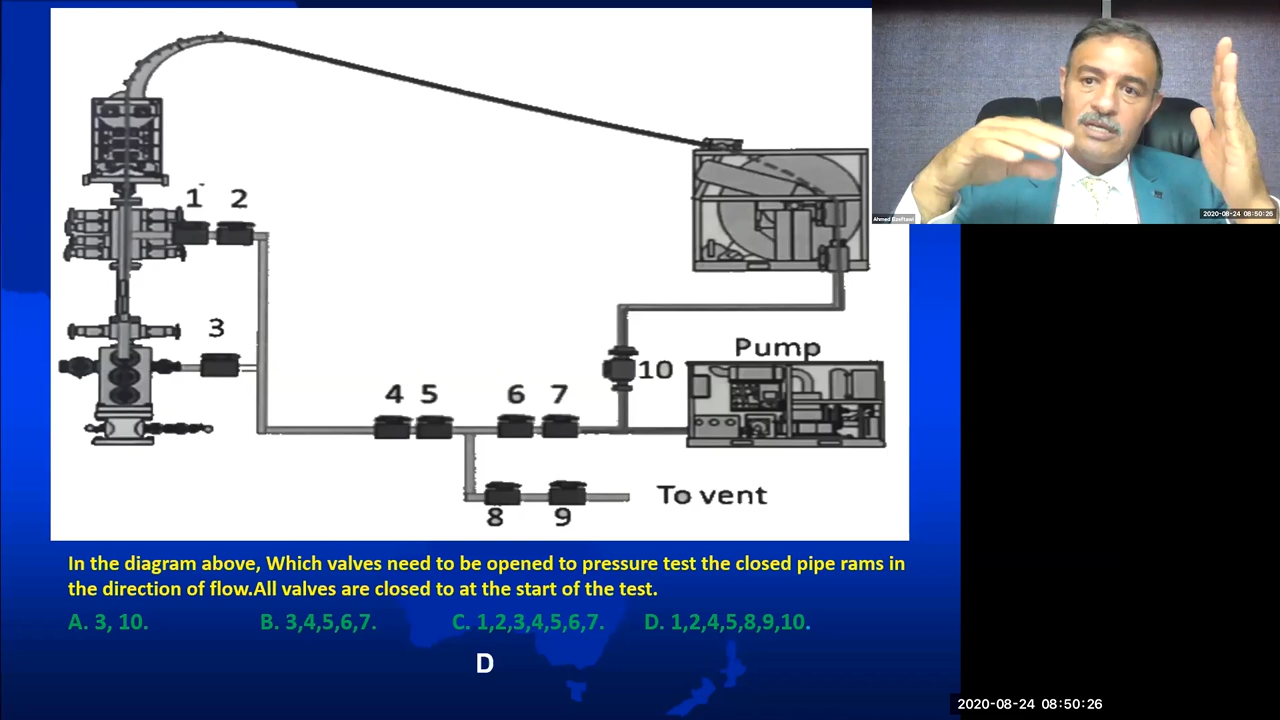 1 2
3
Pump
10
4 5 6 7
To vent
8 9
In the diagram above, Which valves need to be opened to pressure test the closed pipe rams in
the direction of flow.All valves are closed to at the start of the test.
A. 3, 10. B. 3,4,5,6,7. C. 1,2,3,4,5,6,7. D. 1,2,4,5,8,9,10.
D
Ahmed Elzeftawi
2020-08-24 08:50:26
2020-08-24 08:50:26